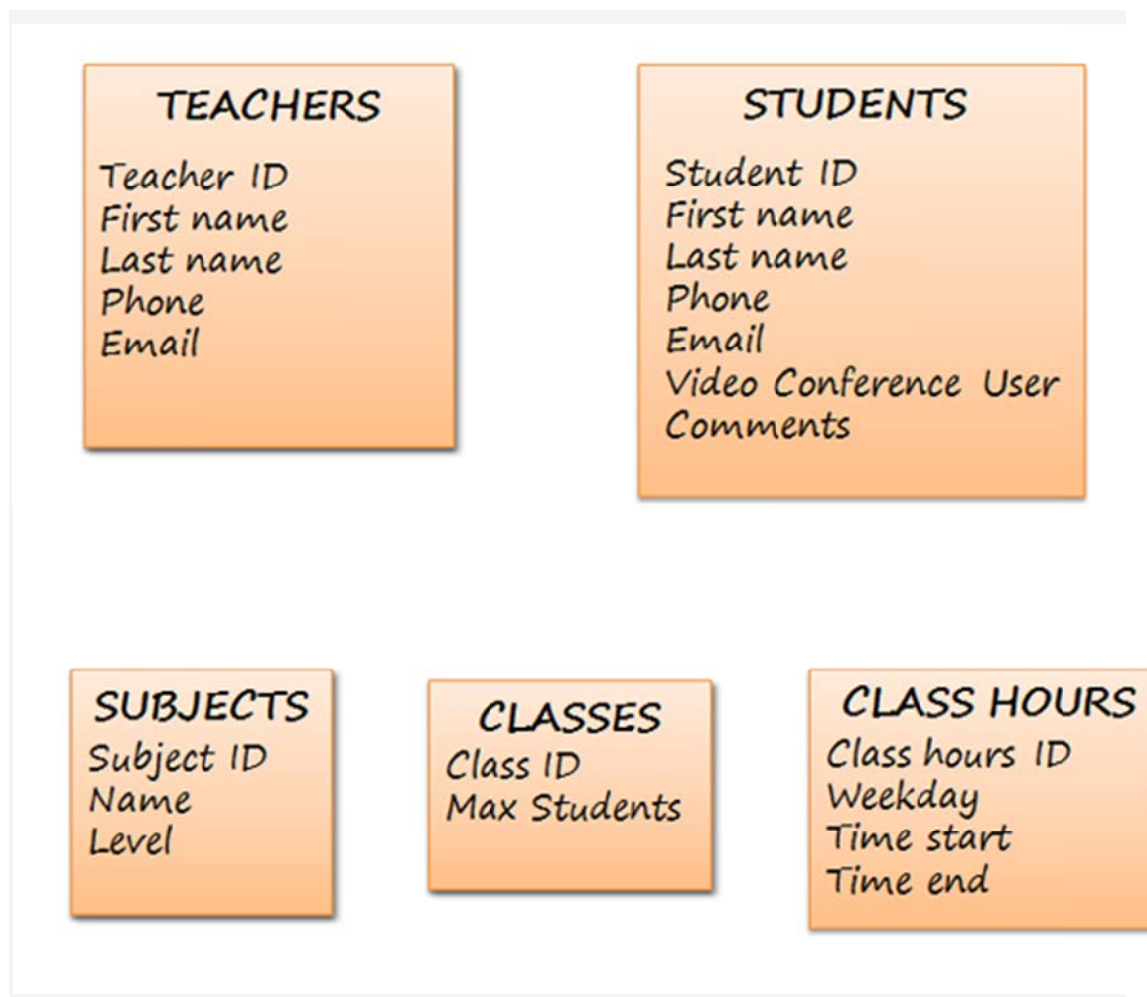 TEACHERS
Teacher ID
First name
Last name
Phone
Email
STUDENTS
Student ID
First name
Last name
Phone
Email
Video Conference User
Comments
SUBJECTS
Subject ID
Name
Level
CLASSES
Class ID
Max Students
CLASS HOURS
Class hours ID
Weekday
Time start
Time end